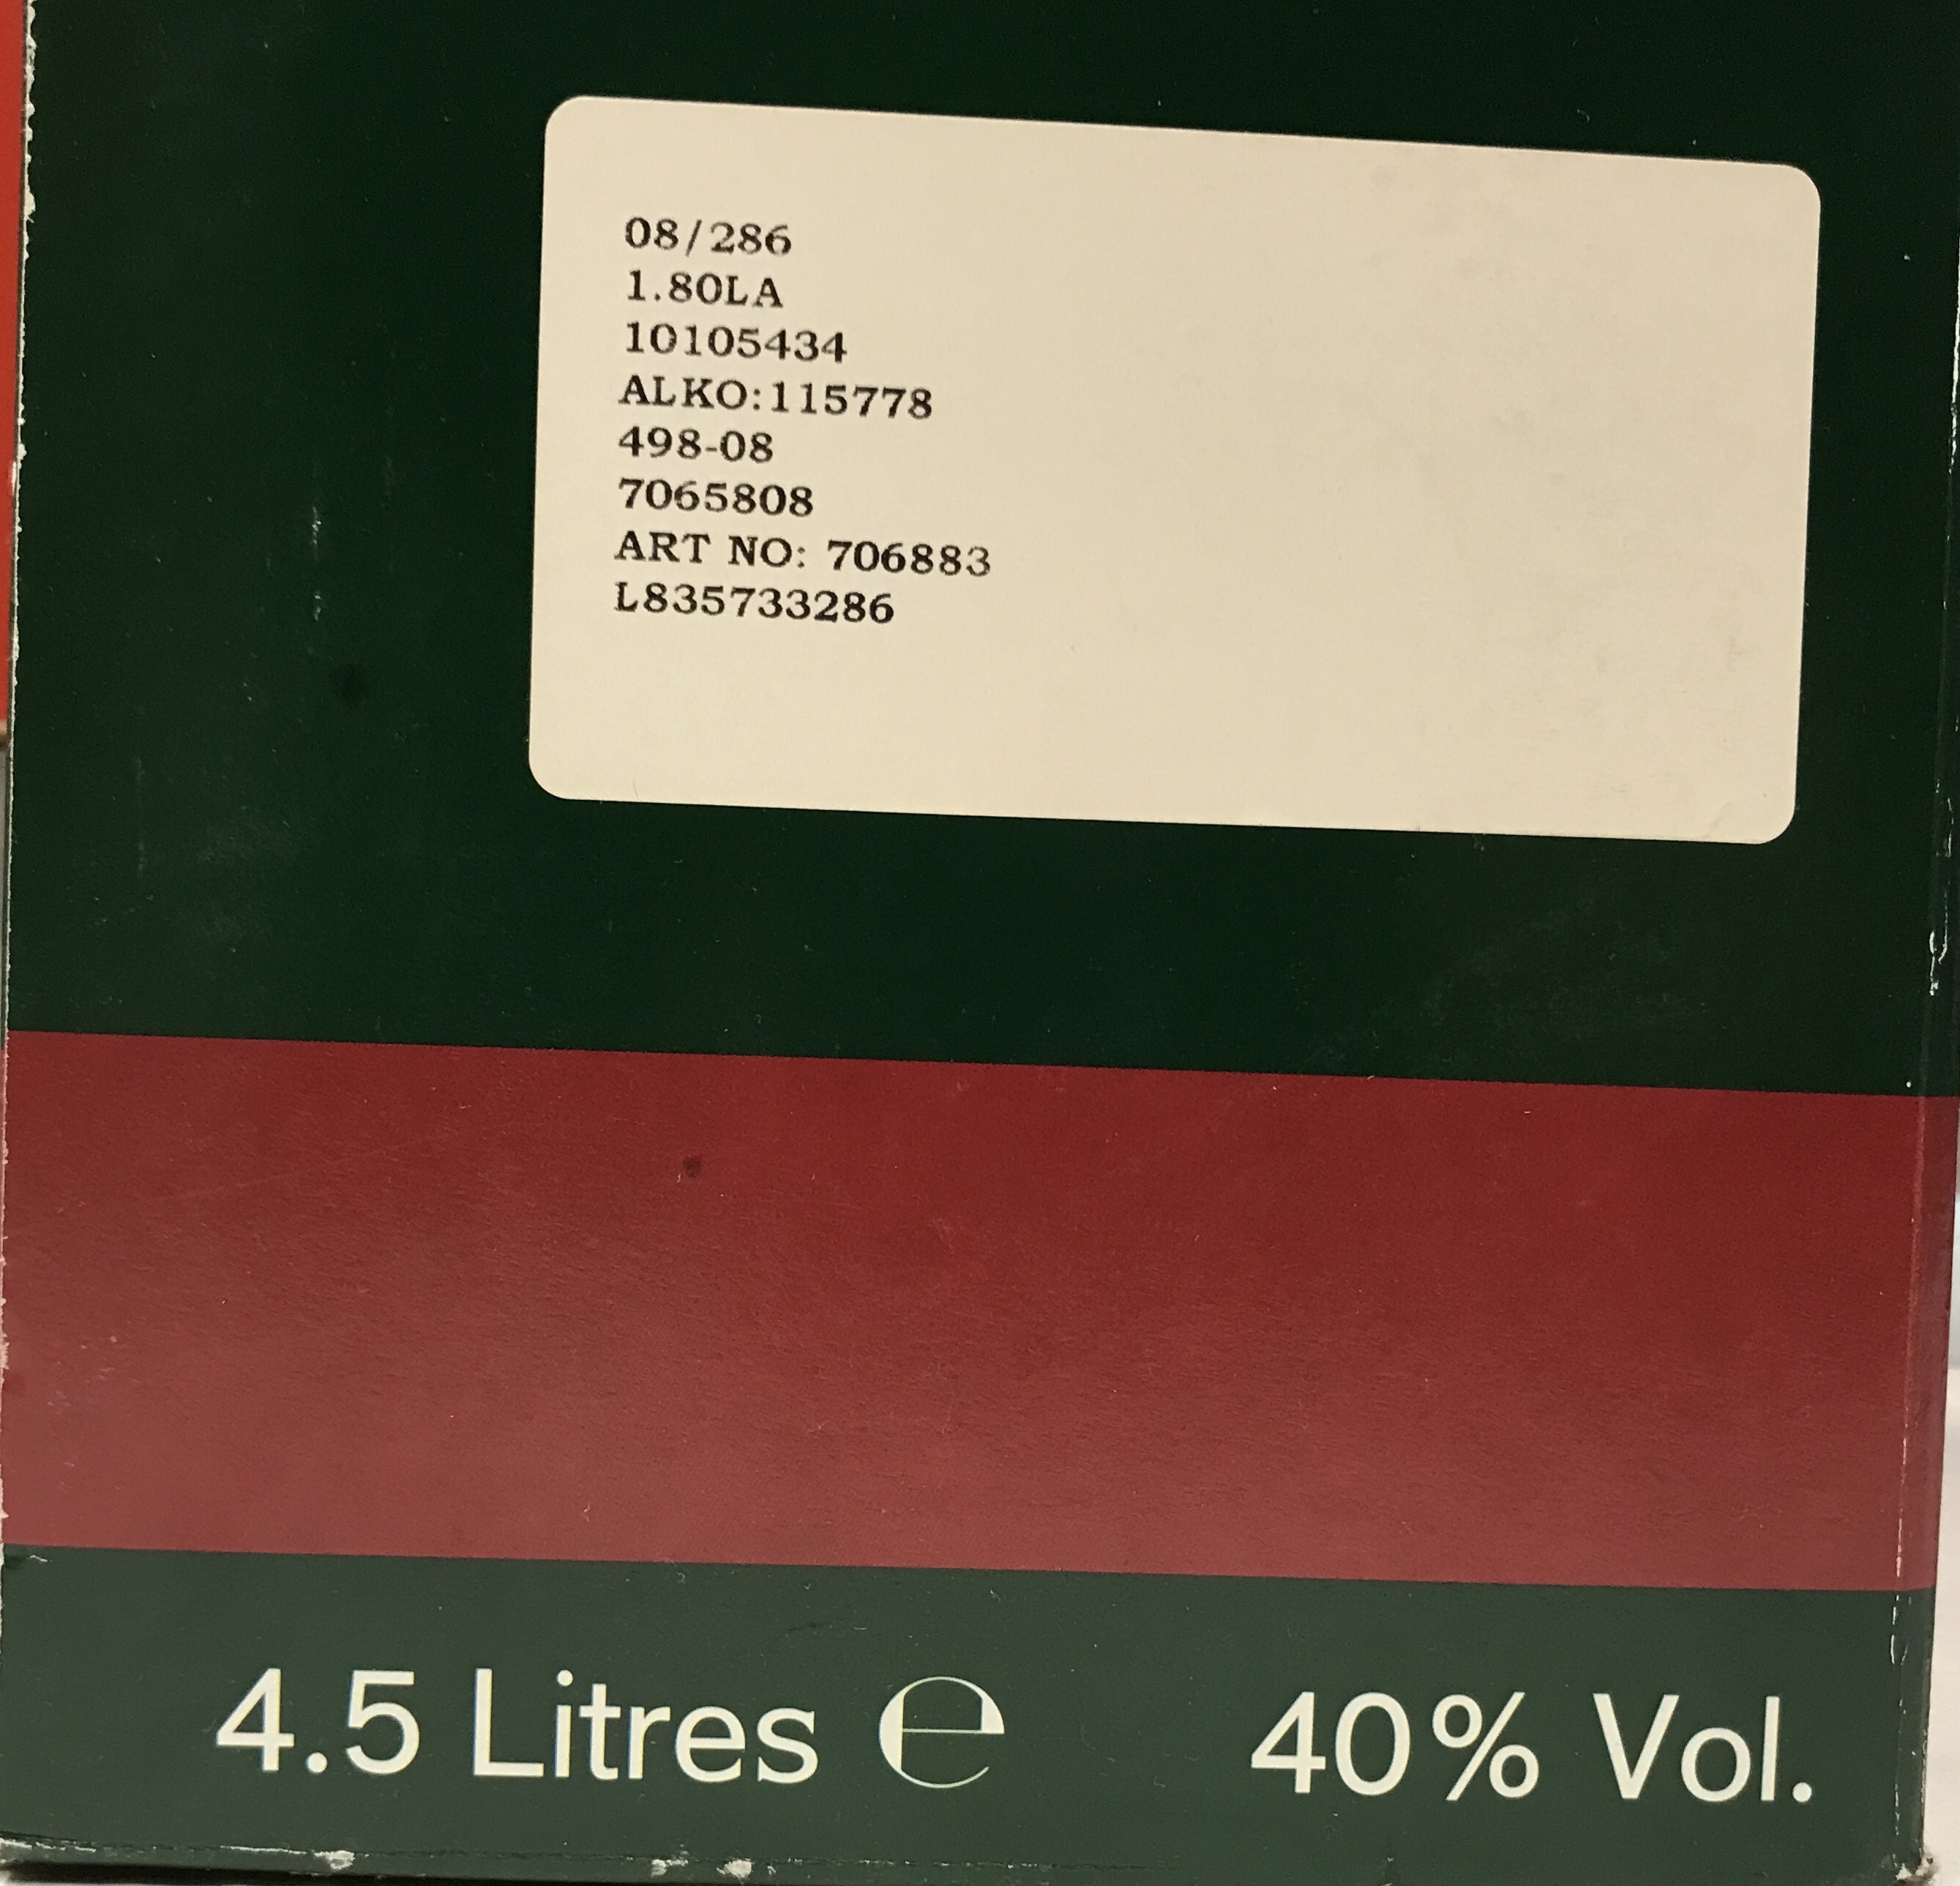 08/286
1.80LA
10105434
ALKO:115778
498-08
7065808
ART NO: 706883
L835733286
4.5 Litres ℮ 40% Vol.